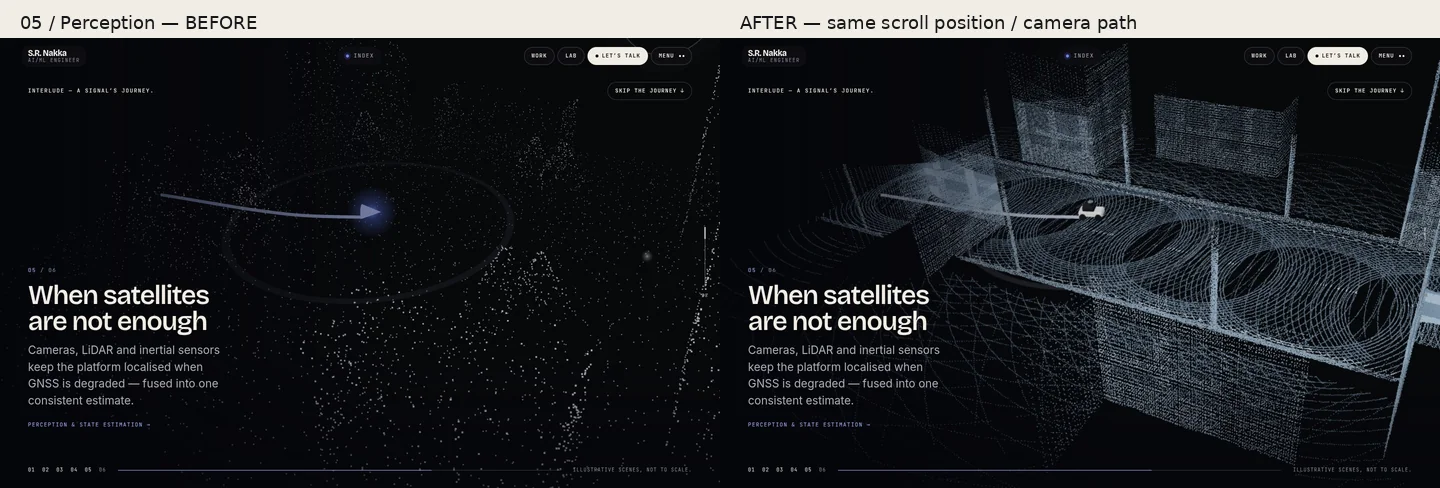 05 / Perception — BEFORE
S.R. Nakka
AI/ML ENGINEER
INDEX
WORK
LAB
LET'S TALK
MENU
INTERLUDE — A SIGNAL'S JOURNEY.
SKIP THE JOURNEY ↓
05 / 06
When satellites
are not enough
Cameras, LiDAR and inertial sensors
keep the platform localised when
GNSS is degraded — fused into one
consistent estimate.
PERCEPTION & STATE ESTIMATION →
01 02 03 04 05 06
ILLUSTRATIVE SCENES, NOT TO SCALE.
AFTER — same scroll position / camera path
S.R. Nakka
AI/ML ENGINEER
INDEX
WORK
LAB
LET'S TALK
MENU
INTERLUDE — A SIGNAL'S JOURNEY.
SKIP THE JOURNEY ↓
05 / 06
When satellites
are not enough
Cameras, LiDAR and inertial sensors
keep the platform localised when
GNSS is degraded — fused into one
consistent estimate.
PERCEPTION & STATE ESTIMATION →
01 02 03 04 05 06
ILLUSTRATIVE SCENES, NOT TO SCALE.